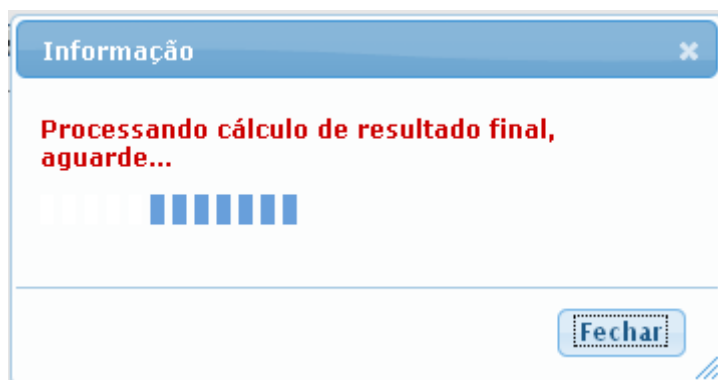 Informação
Processando cálculo de resultado final,
aguarde...
Fechar